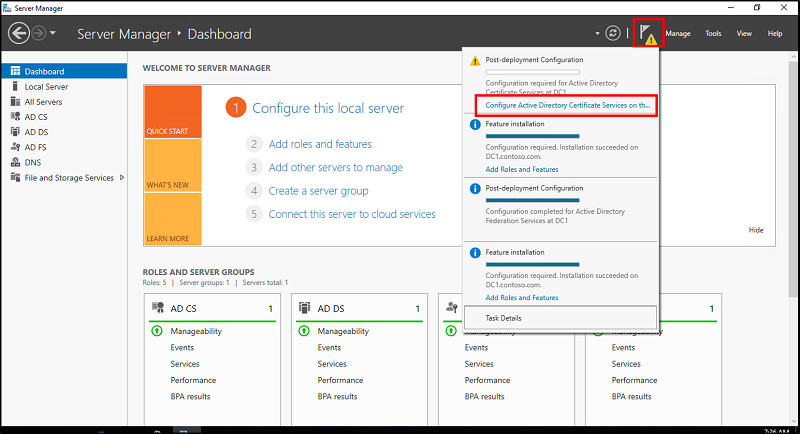 Server Manager
Server Manager • Dashboard
Manage Tools View Help
Dashboard
Local Server
All Servers
AD CS
AD DS
AD FS
DNS
File and Storage Services
WELCOME TO SERVER MANAGER
QUICK START
WHAT'S NEW
LEARN MORE
1 Configure this local server
2 Add roles and features
3 Add other servers to manage
4 Create a server group
5 Connect this server to cloud services
Hide
Post-deployment Configuration
Configuration required for Active Directory
Certificate Services at DC1
Configure Active Directory Certificate Services on th...
Feature installation
Configuration required. Installation succeeded on
DC1.contoso.com.
Add Roles and Features
Post-deployment Configuration
Configuration completed for Active Directory
Federation Services at DC1
Feature installation
Configuration required. Installation succeeded on
DC1.contoso.com.
Add Roles and Features
Task Details
ROLES AND SERVER GROUPS
Roles: 5 | Server groups: 1 | Servers total: 1
AD CS 1
Manageability
Events
Services
Performance
BPA results
AD DS 1
Manageability
Events
Services
Performance
BPA results
Manageability
Events
Services
Performance
BPA results
1
Manageability
Events
Services
Performance
BPA results